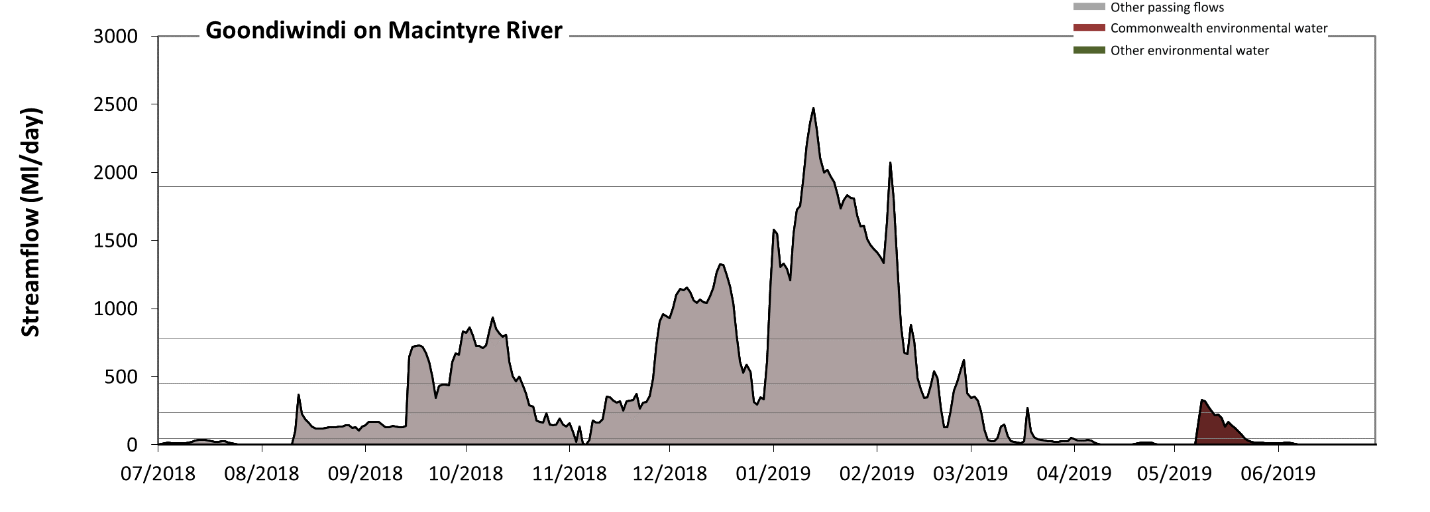 Other passing flows
Goondiwindi on Macintyre River
Commonwealth environmental water
3000
Other environmental water
2500
2000
1500
1000
500
0
Streamflow (Ml/day)
07/2018 08/2018 09/2018 10/2018 11/2018 12/2018 01/2019 02/2019 03/2019 04/2019 05/2019 06/2019